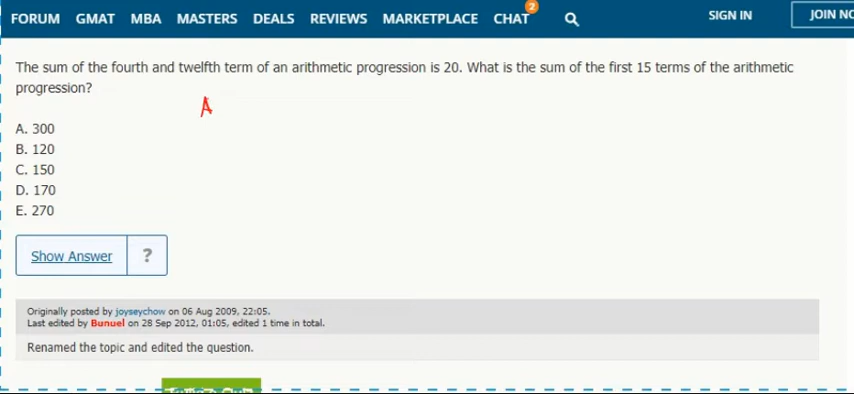 FORUM GMAT MBA MASTERS DEALS REVIEWS MARKETPLACE CHAT 2 SIGN IN JOIN NO
The sum of the fourth and twelfth term of an arithmetic progression is 20. What is the sum of the first 15 terms of the arithmetic
progression?
A
A. 300
B. 120
C. 150
D. 170
E. 270
Show Answer ?
Originally posted by joyseychow on 06 Aug 2009, 22:05.
Last edited by Bunuel on 28 Sep 2012, 01:05, edited 1 time in total.
Renamed the topic and edited the question.